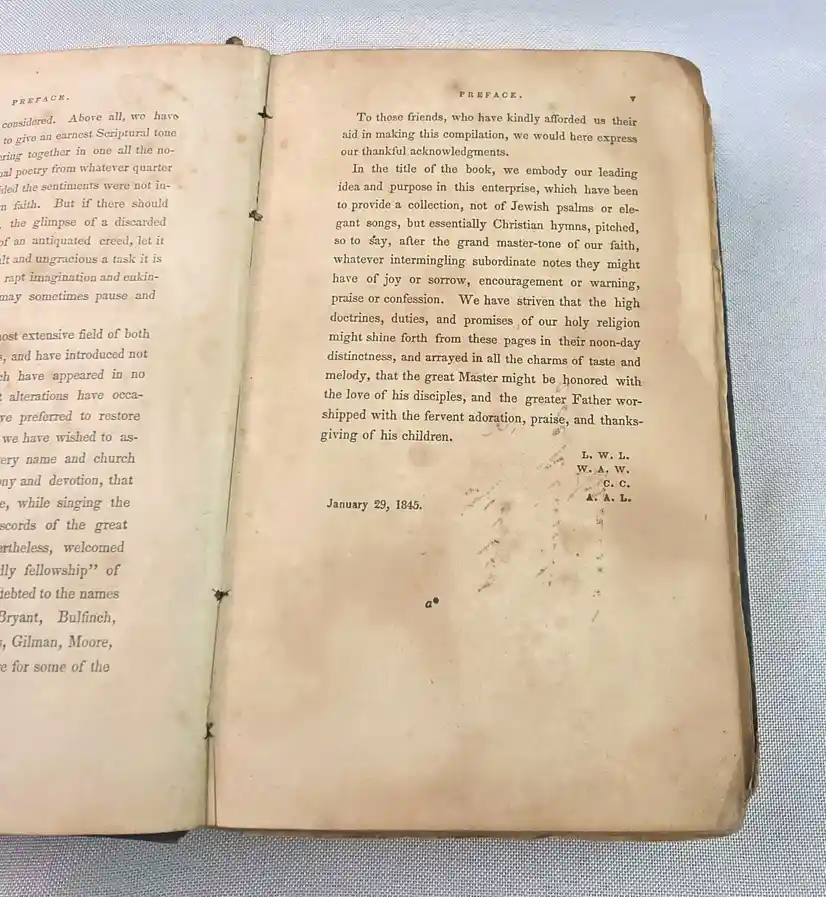 PREFACE.
considered. Above all, we have
to give an earnest Scriptural tone
together in one all the no-
poetry from whatever quarter
the sentiments were not in-
faith. But if there should
the glimpse of a discarded
of an antiquated creed, let it
and ungracious a task it is
rapt imagination and enkin-
may sometimes pause and
extensive field of both
and have introduced not
have appeared in no
alterations have occa-
preferred to restore
we have wished to as-
name and church
and devotion, that
while singing the
of the great
welcomed
fellowship” of
to the names
Bryant, Bulfinch,
Gilman, Moore,
for some of the
PREFACE. v
To those friends, who have kindly afforded us their
aid in making this compilation, we would here express
our thankful acknowledgments.
In the title of the book, we embody our leading
idea and purpose in this enterprise, which have been
to provide a collection, not of Jewish psalms or ele-
gant songs, but essentially Christian hymns, pitched,
so to say, after the grand master-tone of our faith,
whatever intermingling subordinate notes they might
have of joy or sorrow, encouragement or warning,
praise or confession. We have striven that the high
doctrines, duties, and promises of our holy religion
might shine forth from these pages in their noon-day
distinctness, and arrayed in all the charms of taste and
melody, that the great Master might be honored with
the love of his disciples, and the greater Father wor-
shipped with the fervent adoration, praise, and thanks-
giving of his children.
L. W. L.
W. A. W.
C. C.
A. A. L.
January 29, 1845.
a*